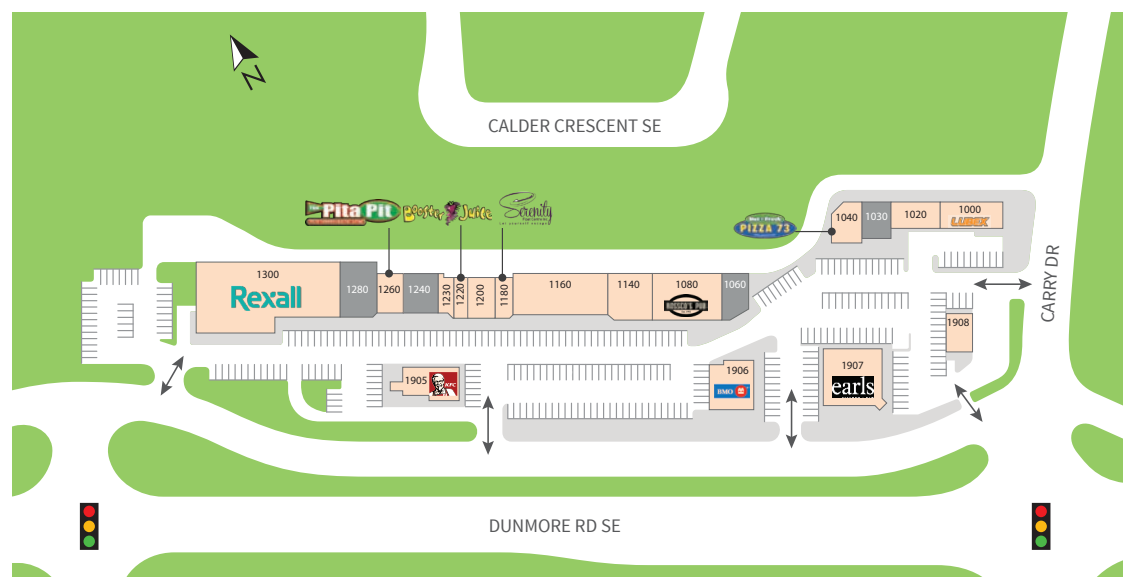 N
CALDER CRESCENT SE
Pita Pit
Booster Juice
Serenity
PIZZA 73
1040
1030
1020
1000
LUBEX
1300
Rexall
1280
1260
1240
1230
1220
1200
1180
1160
1140
1080
1060
CARRY DR
1908
1905
KFC
1906
BMO
1907
earls
DUNMORE RD SE